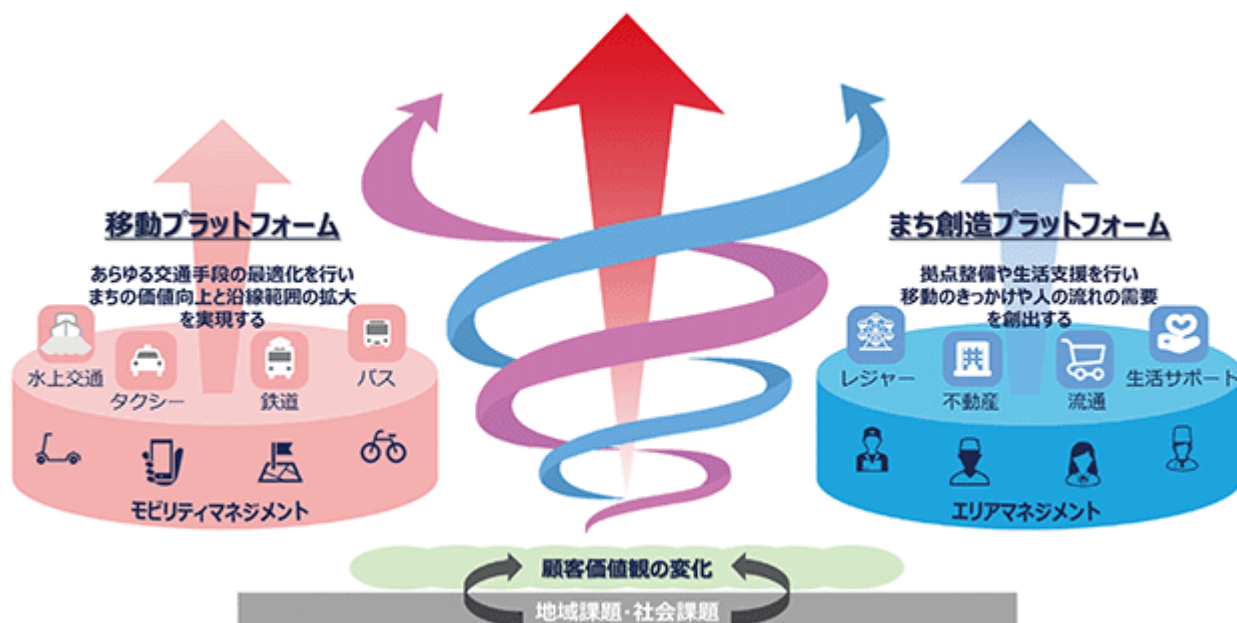 移動プラットフォーム
あらゆる交通手段の最適化を行い
まちの価値向上と沿線範囲の拡大
を実現する
水上交通
タクシー
鉄道
バス
モビリティマネジメント
まち創造プラットフォーム
拠点整備や生活支援を行い
移動のきっかけや人の流れの需要
を創出する
レジャー
不動産
流通
生活サポート
エリアマネジメント
顧客価値観の変化
地域課題・社会課題